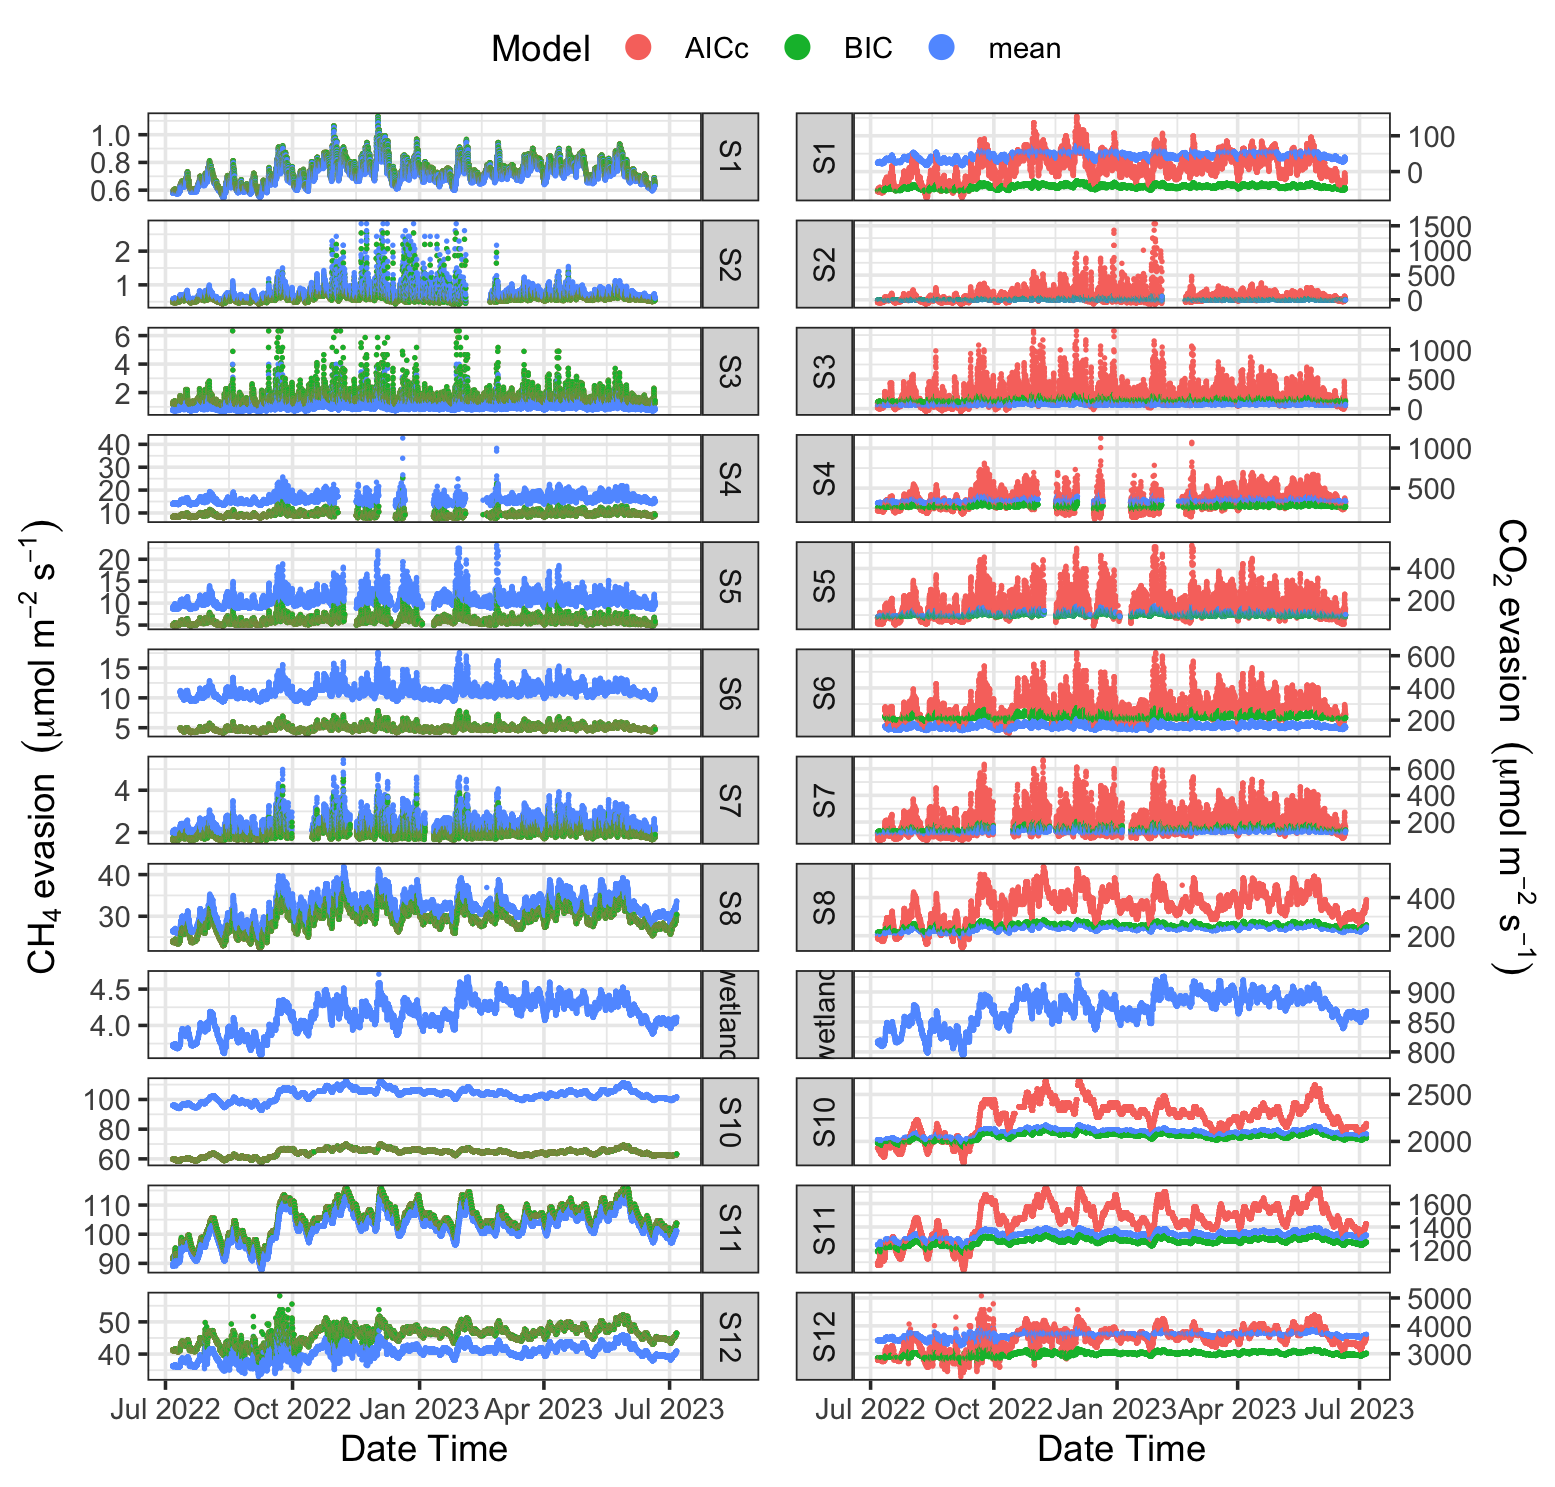 Model AICc BIC mean
CH4 evasion (μmol m−2 s−1)
CO2 evasion (μmol m−2 s−1)
1.0
0.8
0.6
S1
S1
100
0
2
1
S2
S2
1500
1000
500
0
6
4
2
S3
S3
1000
500
0
40
30
20
10
S4
S4
1000
500
20
15
10
5
S5
S5
400
200
15
10
5
S6
S6
600
400
200
4
2
S7
S7
600
400
200
40
30
S8
S8
400
200
4.5
4.0
wetland
wetland
900
850
800
100
80
60
S10
S10
2500
2000
110
100
90
S11
S11
1600
1400
1200
50
40
S12
S12
5000
4000
3000
Jul 2022 Oct 2022 Jan 2023 Apr 2023 Jul 2023
Jul 2022 Oct 2022 Jan 2023 Apr 2023 Jul 2023
Date Time
Date Time